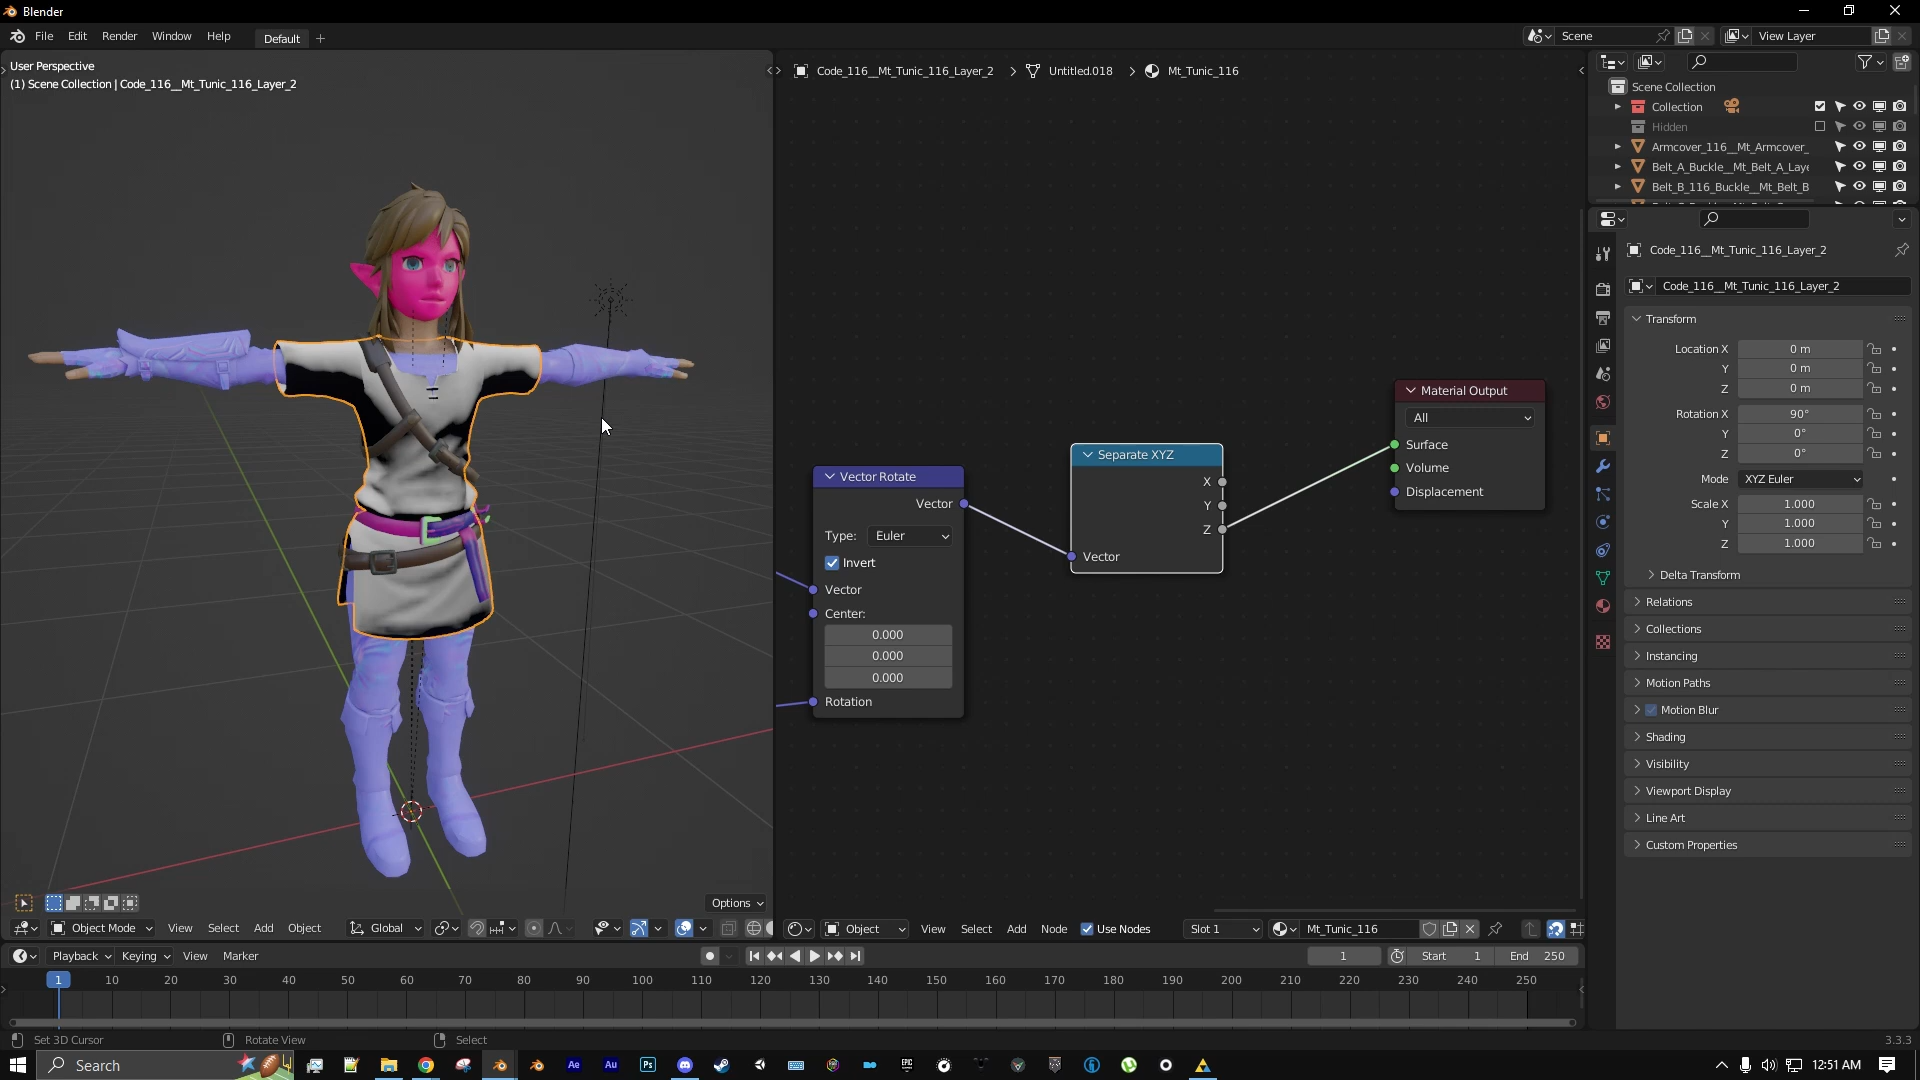 Blender
File Edit Render Window Help Default Scene View Layer
User Perspective
(1) Scene Collection | Code_116__Mt_Tunic_116_Layer_2
Code_116__Mt_Tunic_116_Layer_2 Untitled.018 Mt_Tunic_116
Scene Collection
Collection
Hidden
Armcover_116__Mt_Armcover_
Belt_A_Buckle__Mt_Belt_A_Laye
Belt_B_116_Buckle__Mt_Belt_B
Code_116__Mt_Tunic_116_Layer_2
Code_116__Mt_Tunic_116_Layer_2
Transform
Location X 0 m
Y 0 m
Z 0 m
Rotation X 90°
Y 0°
Z 0°
Mode XYZ Euler
Scale X 1.000
Y 1.000
Z 1.000
Delta Transform
Relations
Collections
Instancing
Motion Paths
Motion Blur
Shading
Visibility
Viewport Display
Line Art
Custom Properties
Vector Rotate
Vector
Type: Euler
Invert
Vector
Center:
0.000
0.000
0.000
Rotation
Separate XYZ
X
Y
Z
Vector
Material Output
All
Surface
Volume
Displacement
Options
Object Mode View Select Add Object Global
Object View Select Add Node Use Nodes Slot 1 Mt_Tunic_116
Playback Keying View Marker 1 Start 1 End 250
1 10 20 30 40 50 60 70 80 90 100 110 120 130 140 150 160 170 180 190 200 210 220 230 240 250
Set 3D Cursor Rotate View Select 3.3.3
Search Ae Au Ps EPIC 12:51 AM